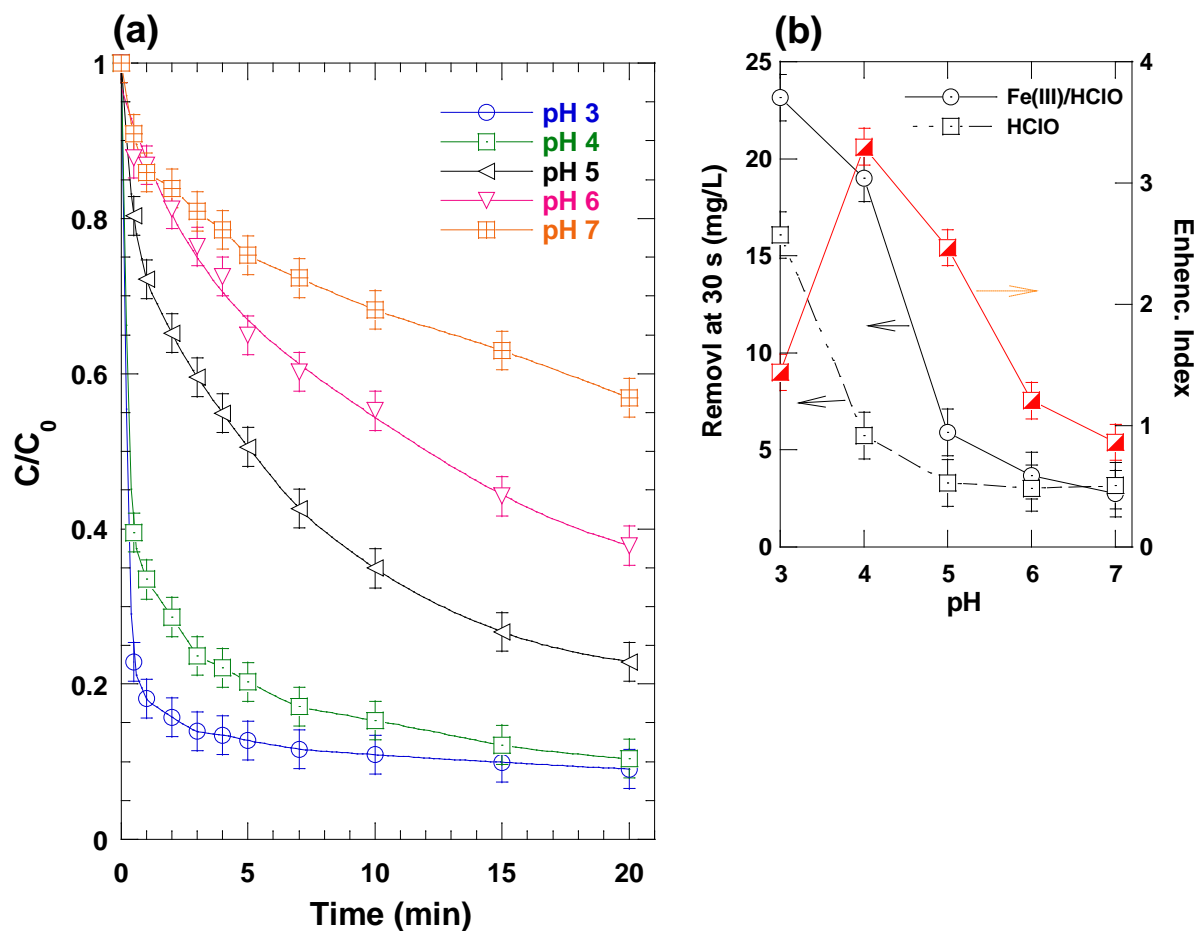 (a)
C/C0
1
0.8
0.6
0.4
0.2
0
pH 3
pH 4
pH 5
pH 6
pH 7
0 5 10 15 20
Time (min)
(b)
Removl at 30 s (mg/L)
25
20
15
10
5
0
Fe(III)/HClO
HClO
4
3
2
1
0
Enhenc. Index
3 4 5 6 7
pH